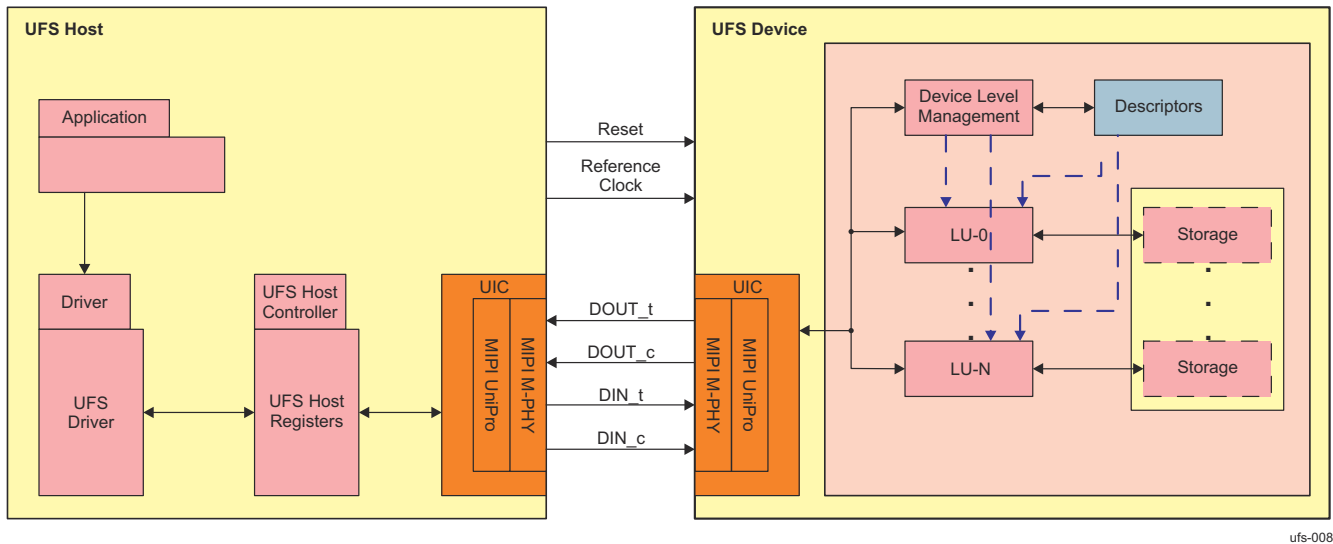 UFS Host
Application
Driver
UFS
Driver
UFS Host
Controller
UFS Host
Registers
UIC
MIPI UniPro
MIPI M-PHY
Reset
Reference
Clock
DOUT_t
DOUT_c
DIN_t
DIN_c
UFS Device
UIC
MIPI M-PHY
MIPI UniPro
Device Level
Management
Descriptors
LU-0
Storage
LU-N
Storage
ufs-008